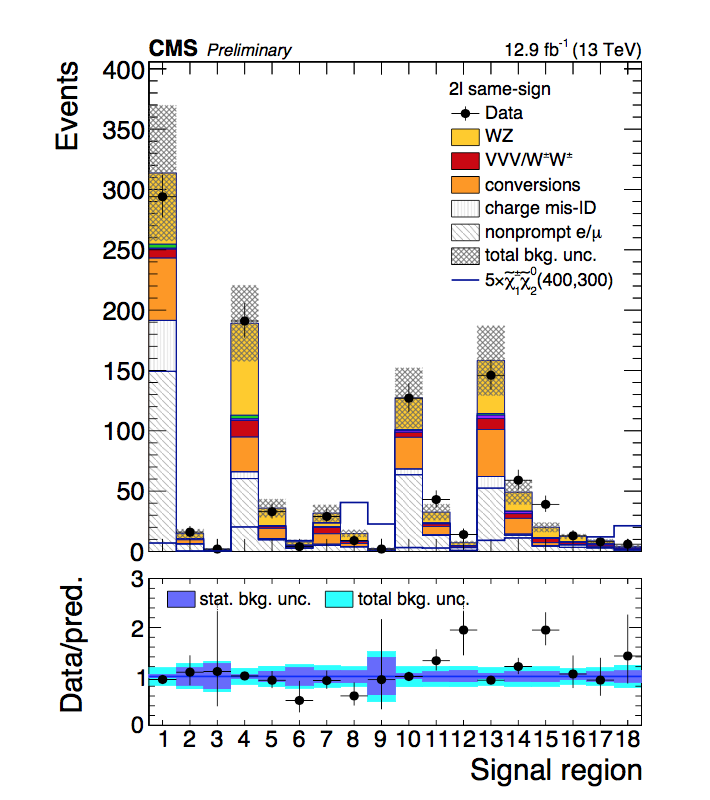 CMS Preliminary 12.9 fb⁻¹ (13 TeV)
Events
400
350
300
250
200
150
100
50
0
2l same-sign
Data
WZ
VVV/W±W±
conversions
charge mis-ID
nonprompt e/μ
total bkg. unc.
5×χ̃₁±χ̃₂⁰(400,300)
Data/pred.
3
2
1
0
stat. bkg. unc. total bkg. unc.
1 2 3 4 5 6 7 8 9 10 11 12 13 14 15 16 17 18
Signal region